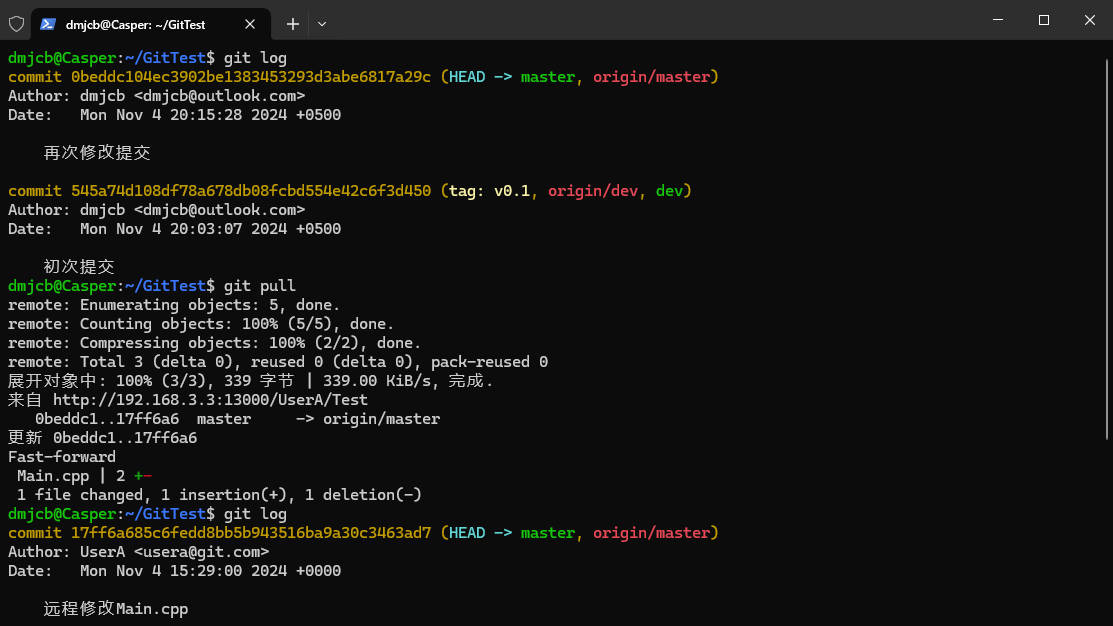 dmjcb@Casper: ~/GitTest
dmjcb@Casper:~/GitTest$ git log
commit 0beddc104ec3902be1383453293d3abe6817a29c (HEAD -> master, origin/master)
Author: dmjcb <dmjcb@outlook.com>
Date:   Mon Nov 4 20:15:28 2024 +0500
    再次修改提交
commit 545a74d108df78a678db08fcbd554e42c6f3d450 (tag: v0.1, origin/dev, dev)
Author: dmjcb <dmjcb@outlook.com>
Date:   Mon Nov 4 20:03:07 2024 +0500
    初次提交
dmjcb@Casper:~/GitTest$ git pull
remote: Enumerating objects: 5, done.
remote: Counting objects: 100% (5/5), done.
remote: Compressing objects: 100% (2/2), done.
remote: Total 3 (delta 0), reused 0 (delta 0), pack-reused 0
展开对象中: 100% (3/3), 339 字节 | 339.00 KiB/s, 完成.
来自 http://192.168.3.3:13000/UserA/Test
   0beddc1..17ff6a6  master     -> origin/master
更新 0beddc1..17ff6a6
Fast-forward
 Main.cpp | 2 +-
 1 file changed, 1 insertion(+), 1 deletion(-)
dmjcb@Casper:~/GitTest$ git log
commit 17ff6a685c6fedd8bb5b943516ba9a30c3463ad7 (HEAD -> master, origin/master)
Author: UserA <usera@git.com>
Date:   Mon Nov 4 15:29:00 2024 +0000
    远程修改Main.cpp